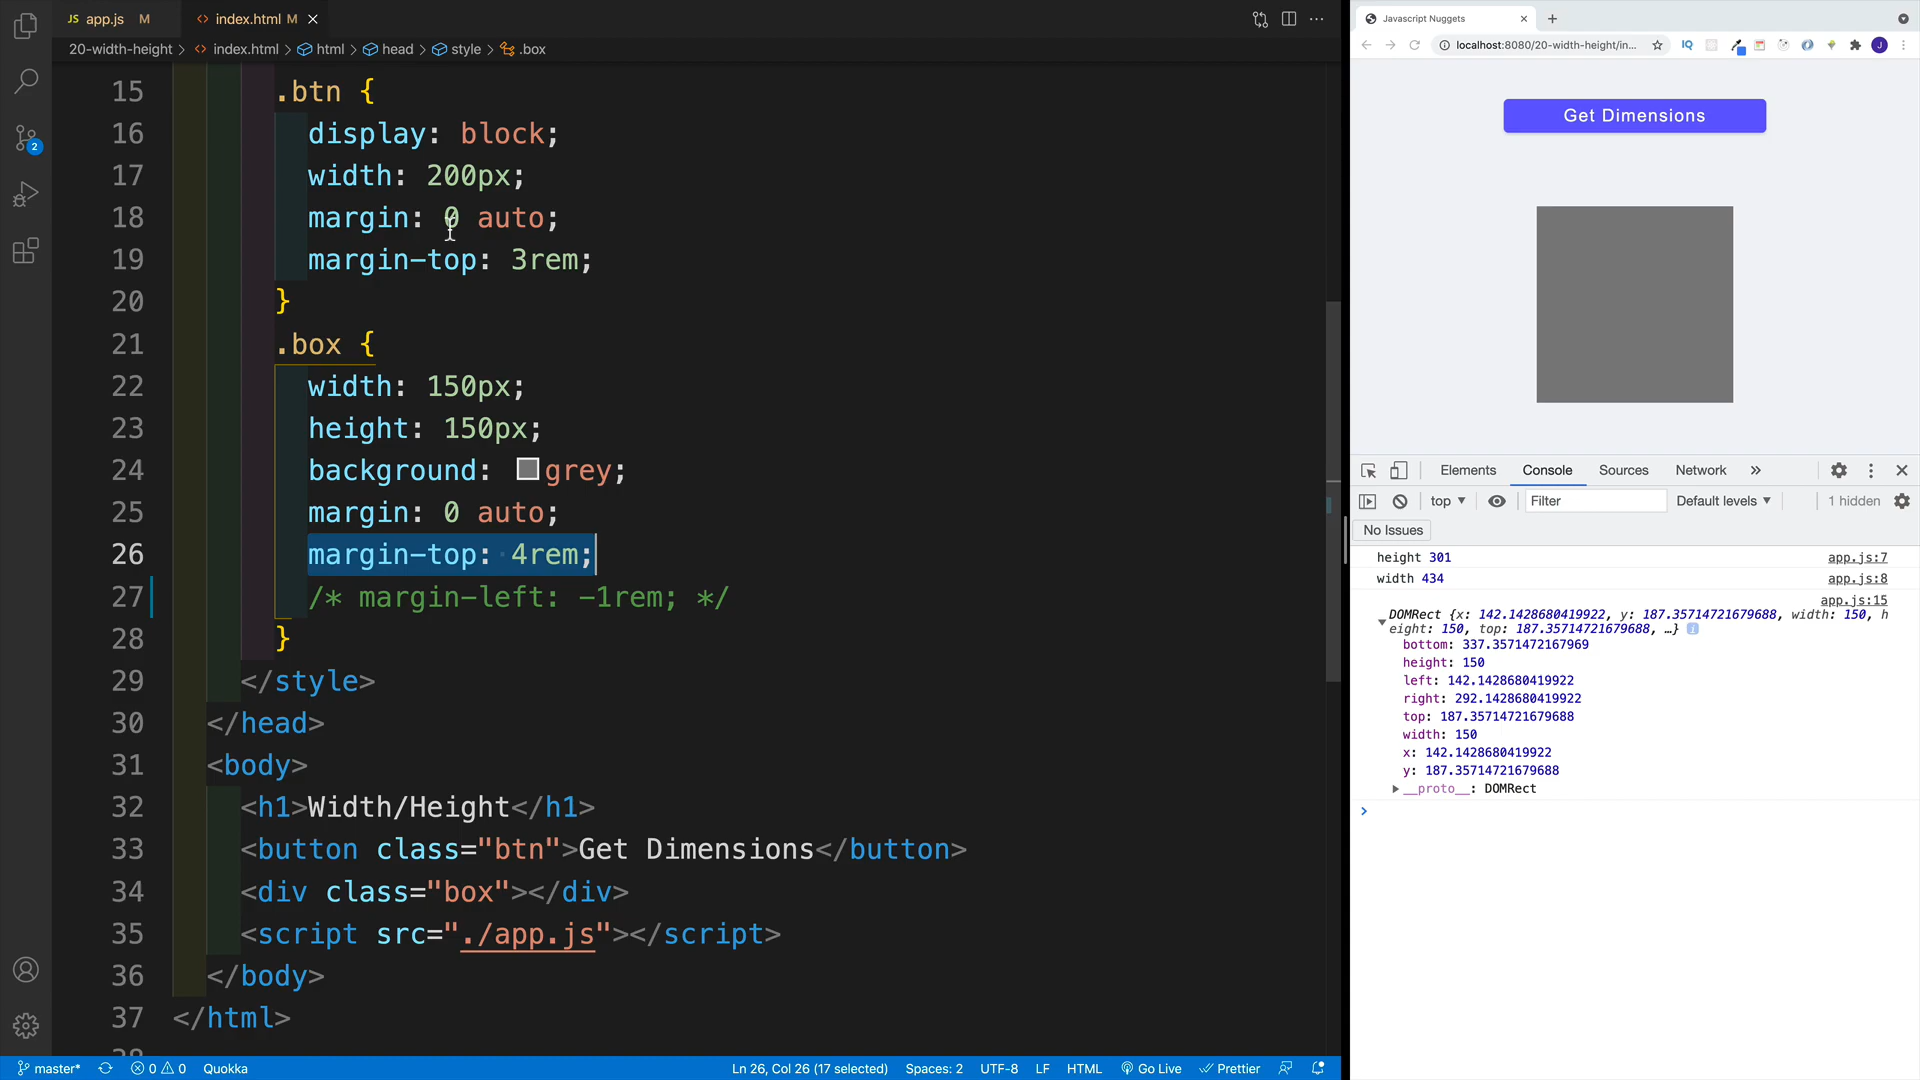 JS app.js M
<> index.html M
20-width-height > <> index.html > html > head > style > .box
15 .btn {
16 display: block;
17 width: 200px;
18 margin: 0 auto;
19 margin-top: 3rem;
20 }
21 .box {
22 width: 150px;
23 height: 150px;
24 background: grey;
25 margin: 0 auto;
26 margin-top: 4rem;
27 /* margin-left: -1rem; */
28 }
29 </style>
30 </head>
31 <body>
32 <h1>Width/Height</h1>
33 <button class="btn">Get Dimensions</button>
34 <div class="box"></div>
35 <script src="./app.js"></script>
36 </body>
37 </html>
2
master* 0 0 Quokka Ln 26, Col 26 (17 selected) Spaces: 2 UTF-8 LF HTML Go Live Prettier
Javascript Nuggets
localhost:8080/20-width-height/in... IQ J
Get Dimensions
Elements Console Sources Network »
top Filter Default levels 1 hidden
No Issues
height 301 app.js:7
width 434 app.js:8
app.js:15
DOMRect {x: 142.1428680419922, y: 187.35714721679688, width: 150, h
eight: 150, top: 187.35714721679688, …} i
bottom: 337.3571472167969
height: 150
left: 142.1428680419922
right: 292.1428680419922
top: 187.35714721679688
width: 150
x: 142.1428680419922
y: 187.35714721679688
__proto__: DOMRect
>